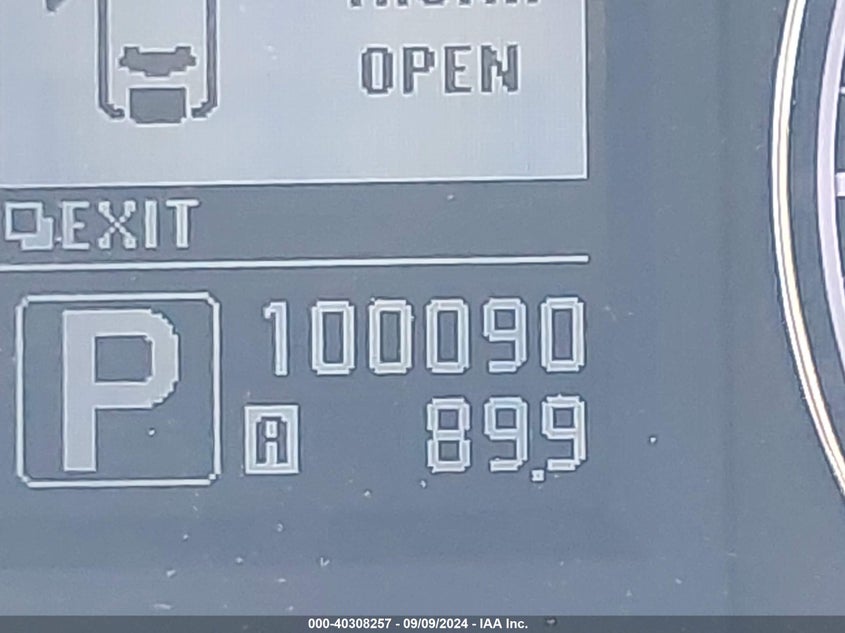 OPEN
EXIT
P
100090
A 89.9
000-40308257 - 09/09/2024 - IAA Inc.